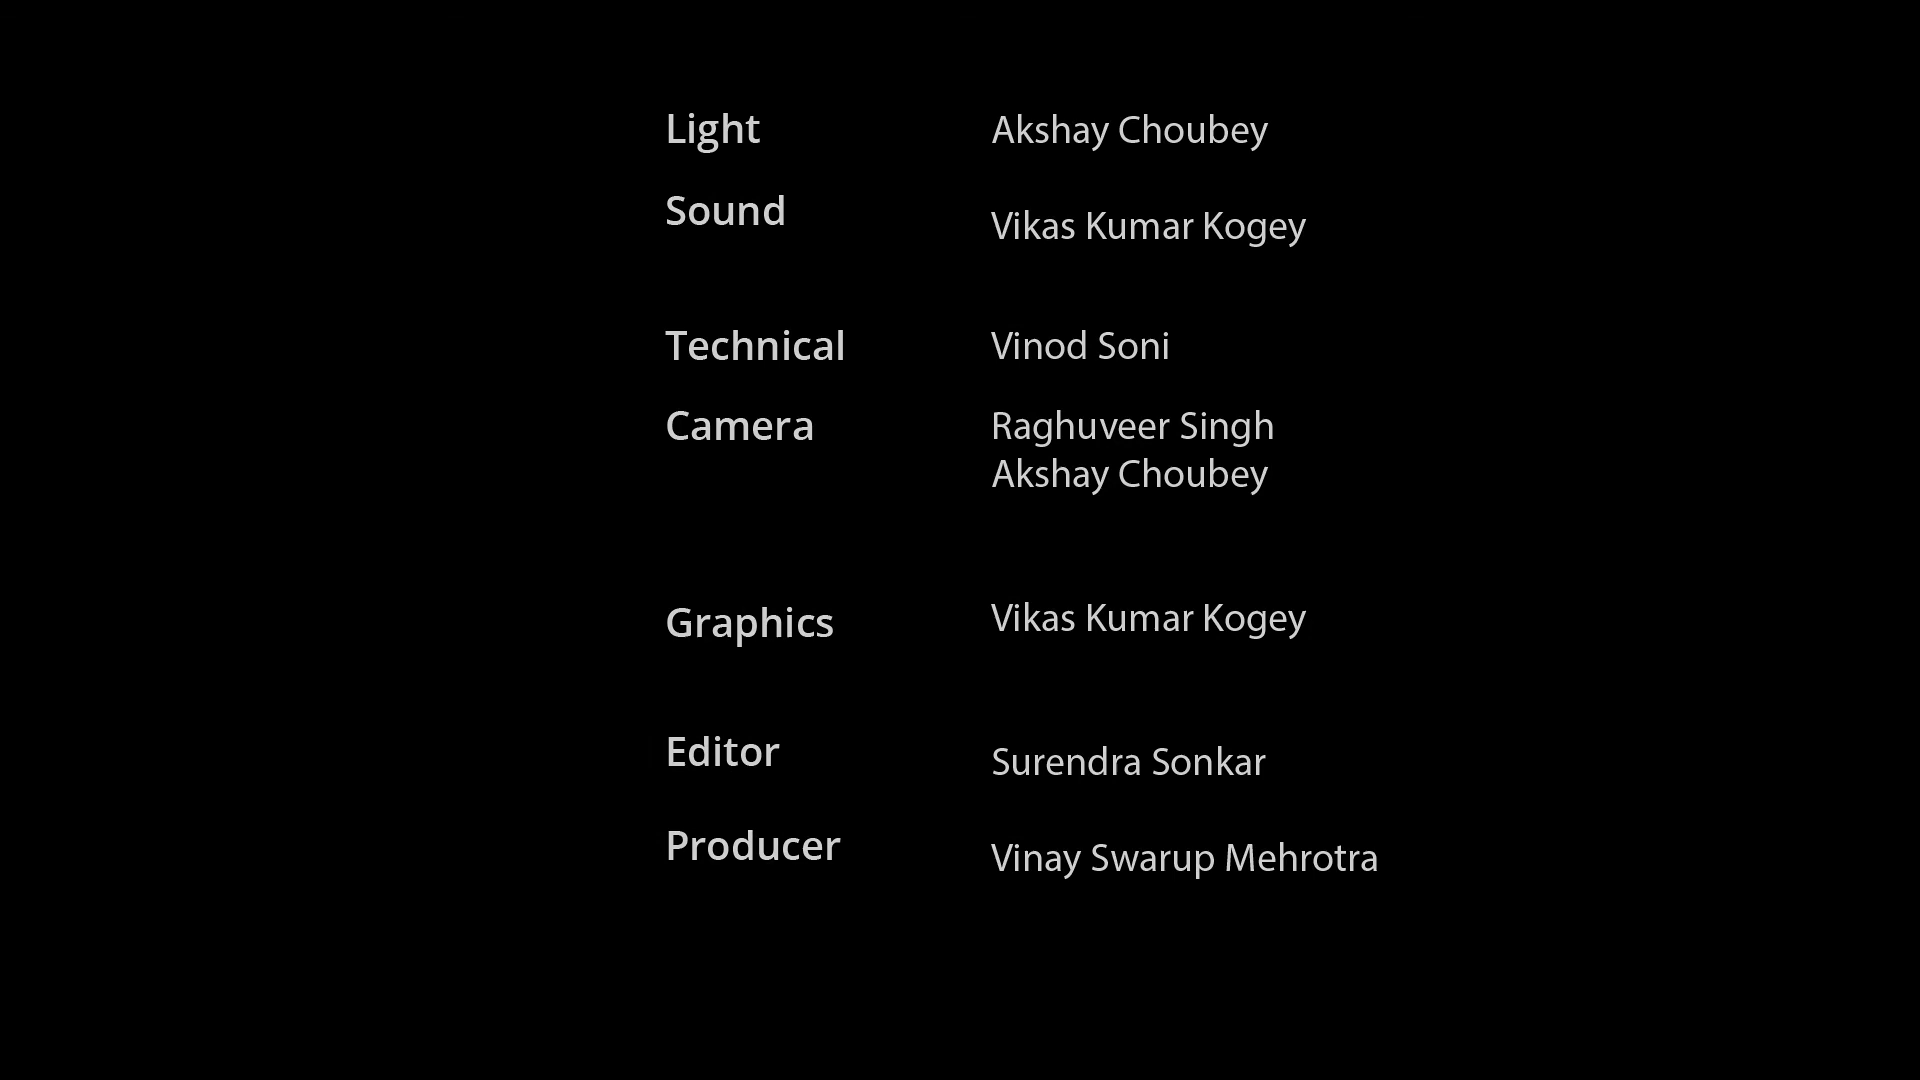 Light Akshay Choubey
Sound Vikas Kumar Kogey
Technical Vinod Soni
Camera Raghuveer Singh
Akshay Choubey
Graphics Vikas Kumar Kogey
Editor Surendra Sonkar
Producer Vinay Swarup Mehrotra